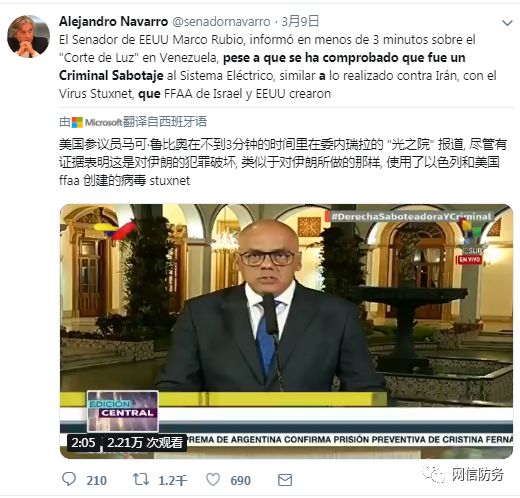 Alejandro Navarro @senadornavarro · 3月9日
El Senador de EEUU Marco Rubio, informó en menos de 3 minutos sobre el
"Corte de Luz" en Venezuela, pese a que se ha comprobado que fue un
Criminal Sabotaje al Sistema Eléctrico, similar a lo realizado contra Irán, con el
Virus Stuxnet, que FFAA de Israel y EEUU crearon
由 Microsoft 翻译自西班牙语
美国参议员马可·鲁比奥在不到3分钟的时间里在委内瑞拉的 "光之院" 报道, 尽管有
证据表明这是对伊朗的犯罪破坏, 类似于对伊朗所做的那样, 使用了以色列和美国
ffaa 创建的病毒 stuxnet
#DerechaSaboteadoraYCriminal
SUR
EN VIVO
EDICIÓN
CENTRAL
2:05 2.21万 次观看
PREMA DE ARGENTINA CONFIRMA PRISIÓN PREVENTIVA DE CRISTINA FERNÁ
210 1.2千 690
网信防务